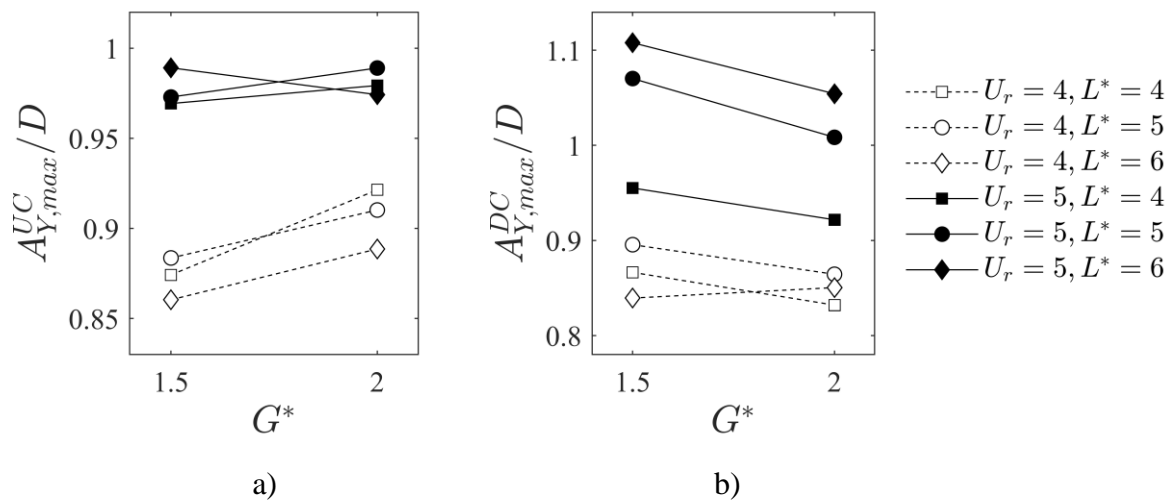 1
0.95
0.9
0.85
A^{UC}_{Y,max}/D
1.5 2
G*
a)
1.1
1
0.9
0.8
A^{DC}_{Y,max}/D
1.5 2
G*
b)
U_r = 4, L* = 4
U_r = 4, L* = 5
U_r = 4, L* = 6
U_r = 5, L* = 4
U_r = 5, L* = 5
U_r = 5, L* = 6